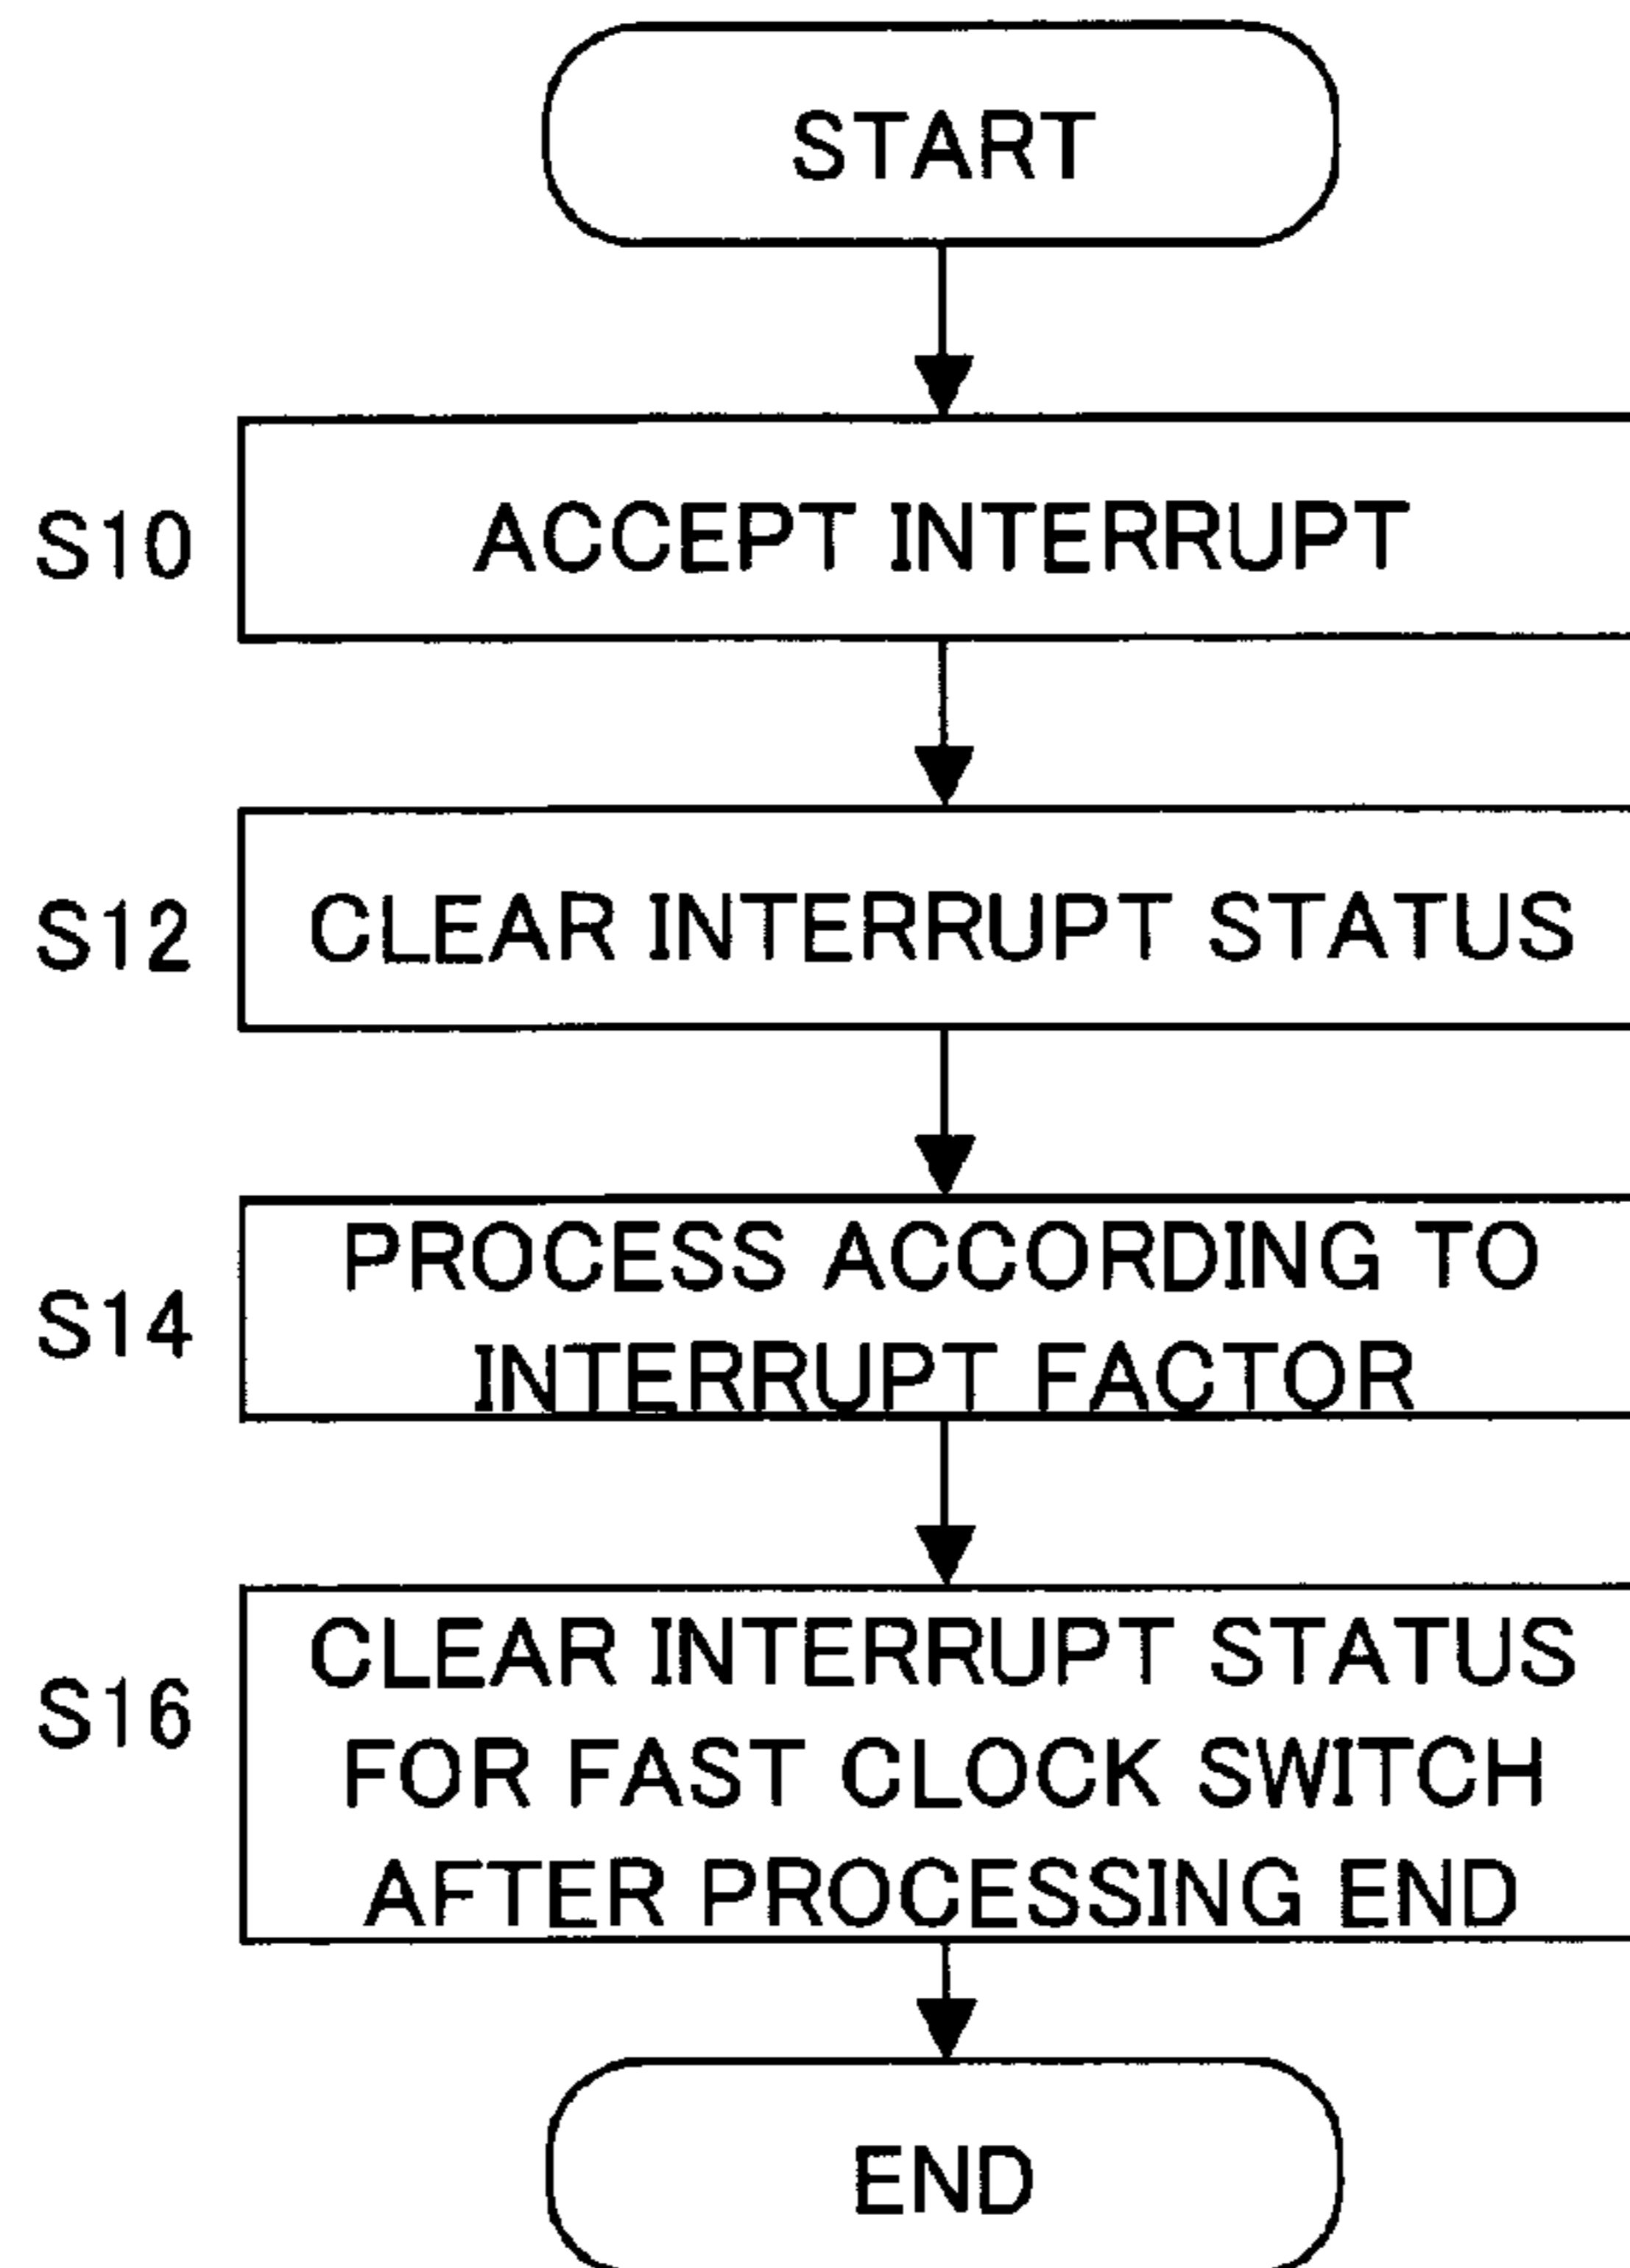 START
S10
ACCEPT INTERRUPT
S12
CLEAR INTERRUPT STATUS
S14
PROCESS ACCORDING TO
INTERRUPT FACTOR
S16
CLEAR INTERRUPT STATUS
FOR FAST CLOCK SWITCH
AFTER PROCESSING END
END